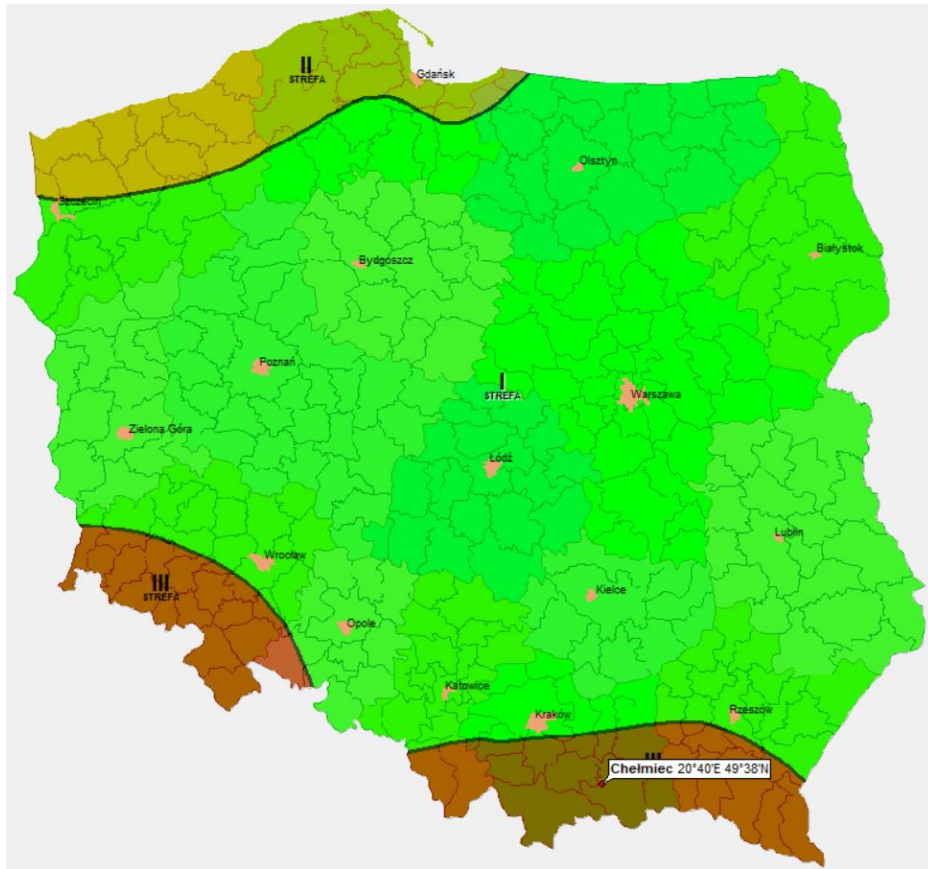 II
STREFA
Gdańsk
Olsztyn
Szczecin
Białystok
Bydgoszcz
Poznań
I
STREFA
Warszawa
Zielona Góra
Łódź
Lublin
Wrocław
III
STREFA
Kielce
Opole
Katowice
Kraków
Rzeszów
III
Chełmiec 20°40'E 49°38'N